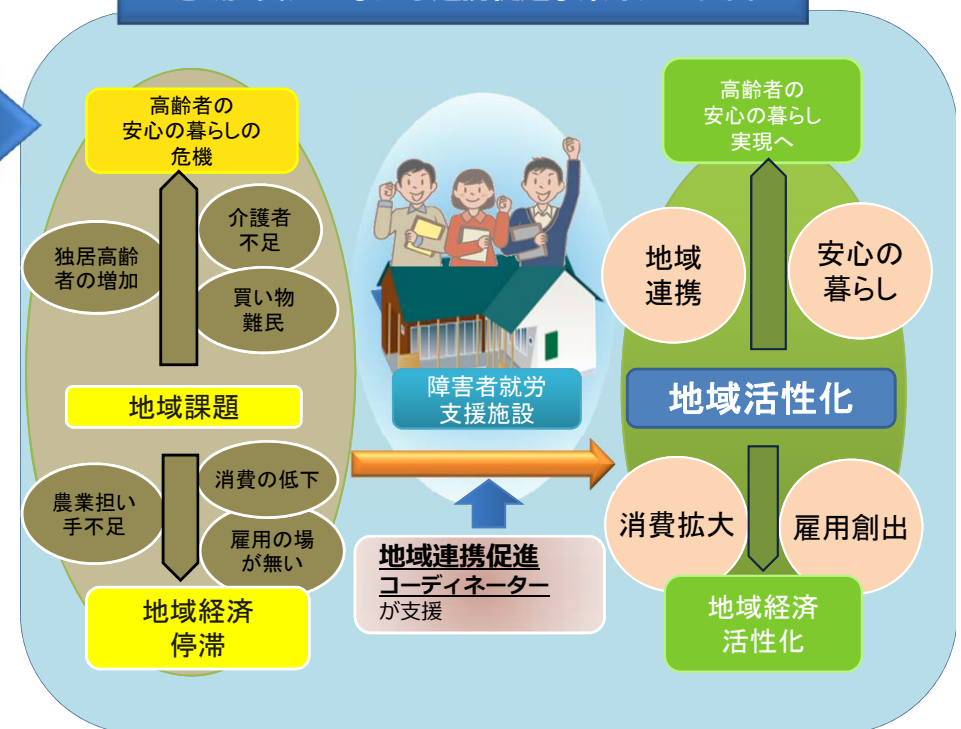 高齢者の
安心の暮らしの
危機
独居高齢
者の増加
介護者
不足
買い物
難民
地域課題
農業担い
手不足
消費の低下
雇用の場
が無い
地域経済
停滞
障害者就労
支援施設
地域連携促進
コーディネーター
が支援
高齢者の
安心の暮らし
実現へ
地域
連携
安心の
暮らし
地域活性化
消費拡大
雇用創出
地域経済
活性化